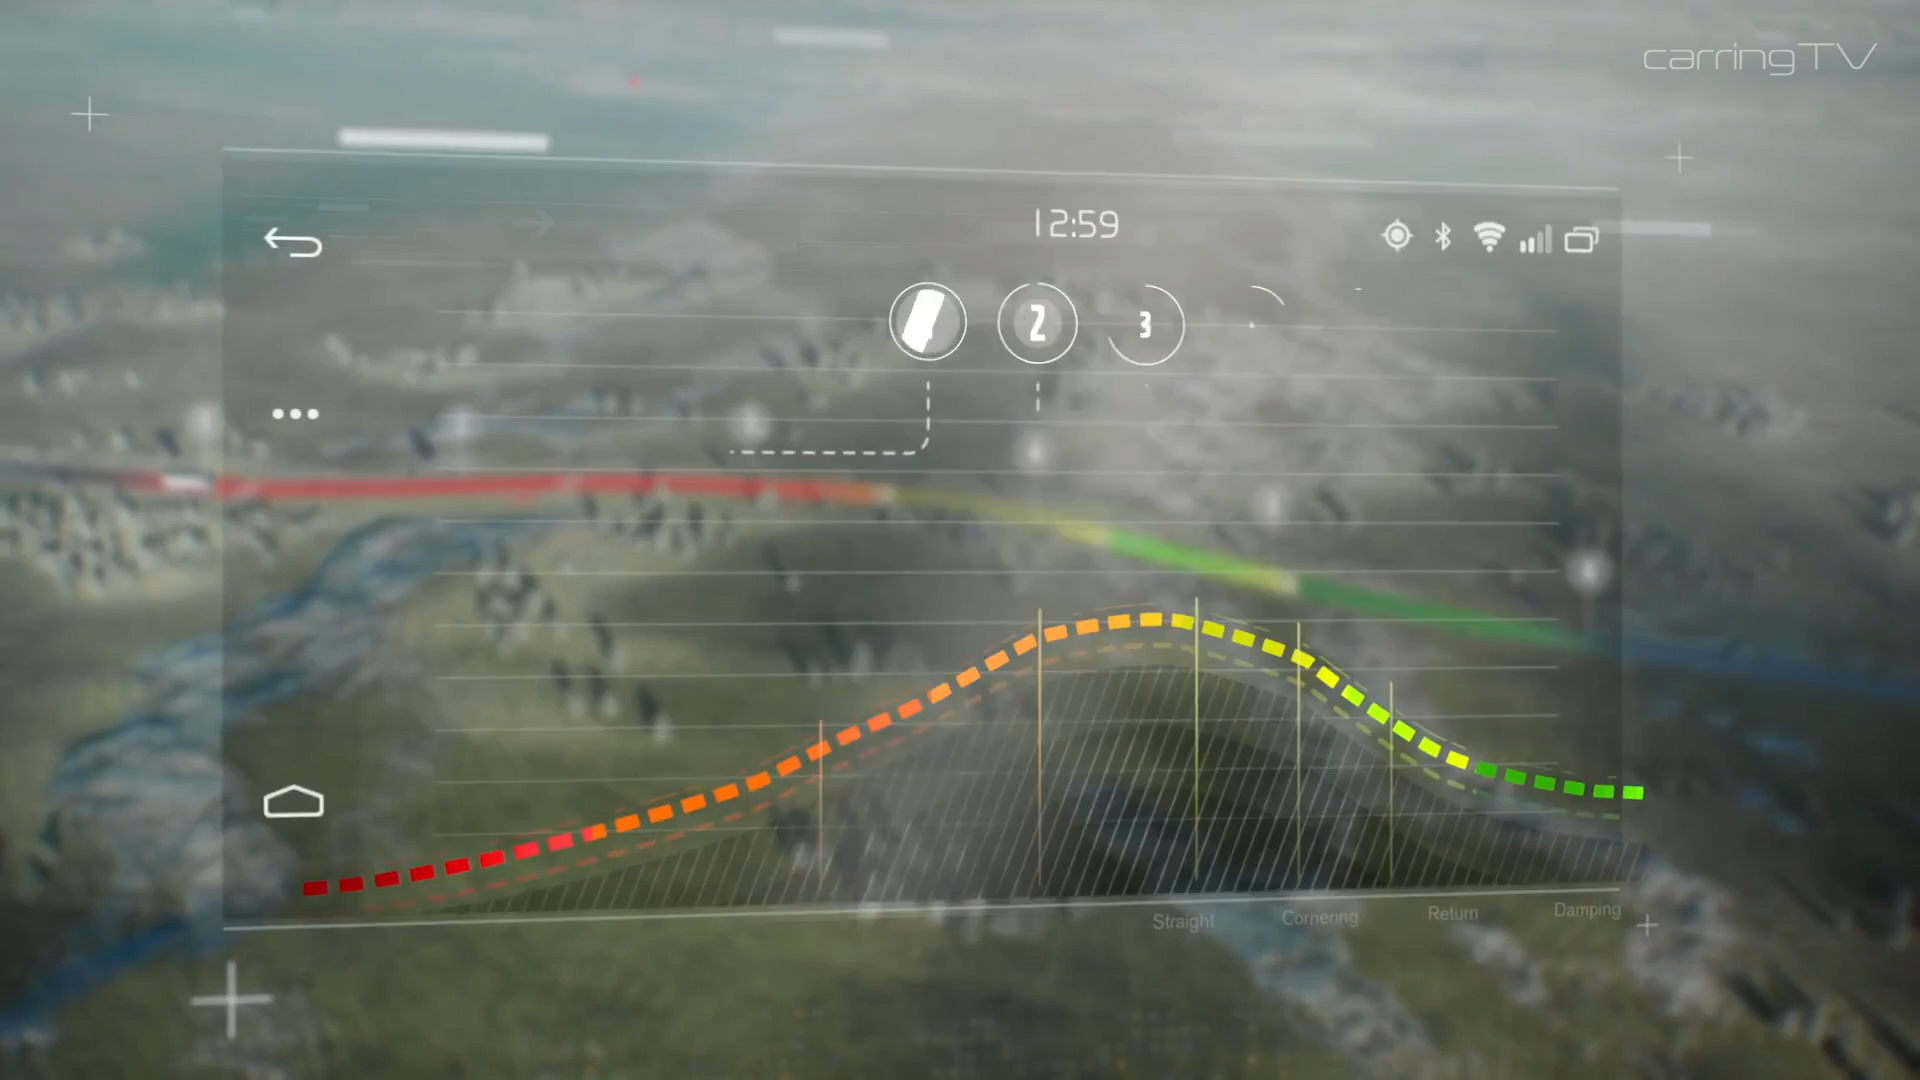 carringTV
12:59
2
3
Straight
Cornering
Return
Damping